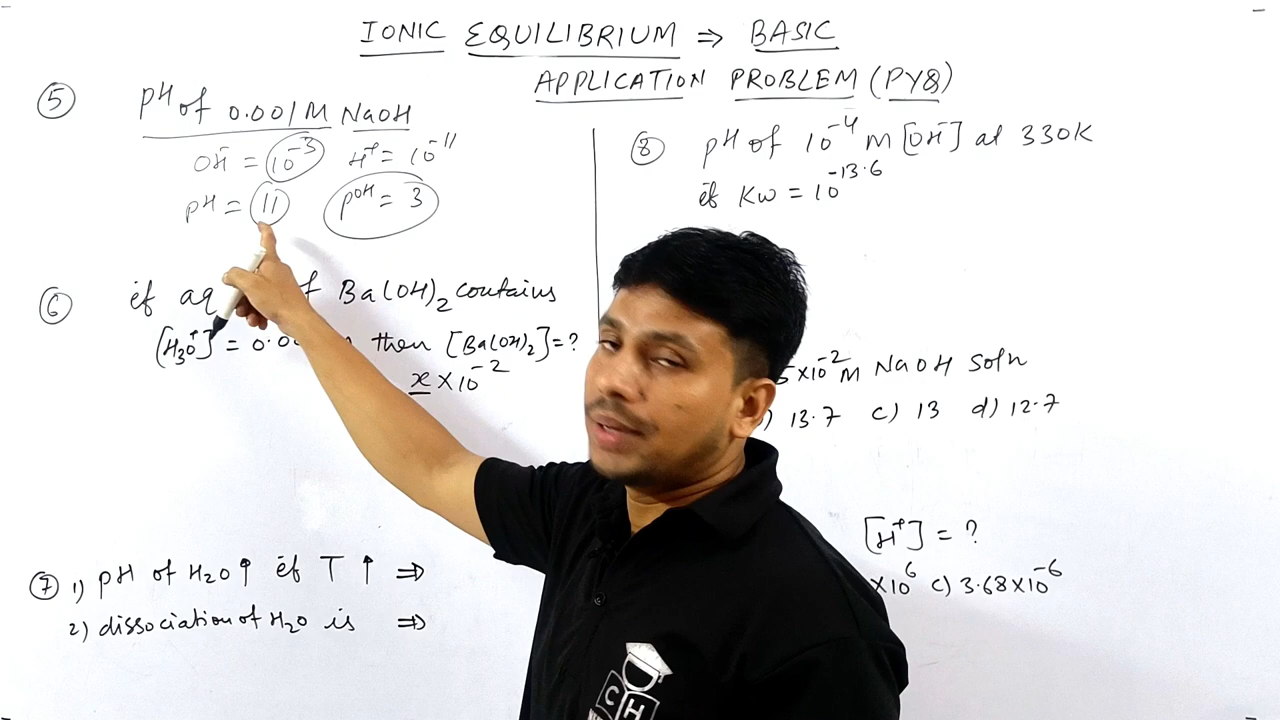 IONIC EQUILIBRIUM ⇒ BASIC
APPLICATION PROBLEM (PYQ)
⑤ pH of 0.001M NaOH
OH⁻ = 10⁻³ H⁺ = 10⁻¹¹
pH = 11 pOH = 3
⑥ if aq of Ba(OH)₂ contains
[H₃O⁺] = 0.0 then [Ba(OH)₂] = ?
x × 10⁻²
⑦ 1) pH of H₂O ↑ if T ↑ ⇒
2) dissociation of H₂O is ⇒
⑧ pH of 10⁻⁴ M [OH⁻] at 330K
if Kw = 10⁻¹³·⁶
5×10⁻² M NaOH Soln
) 13.7 c) 13 d) 12.7
[H⁺] = ?
×10⁶ c) 3.68×10⁻⁶
CH